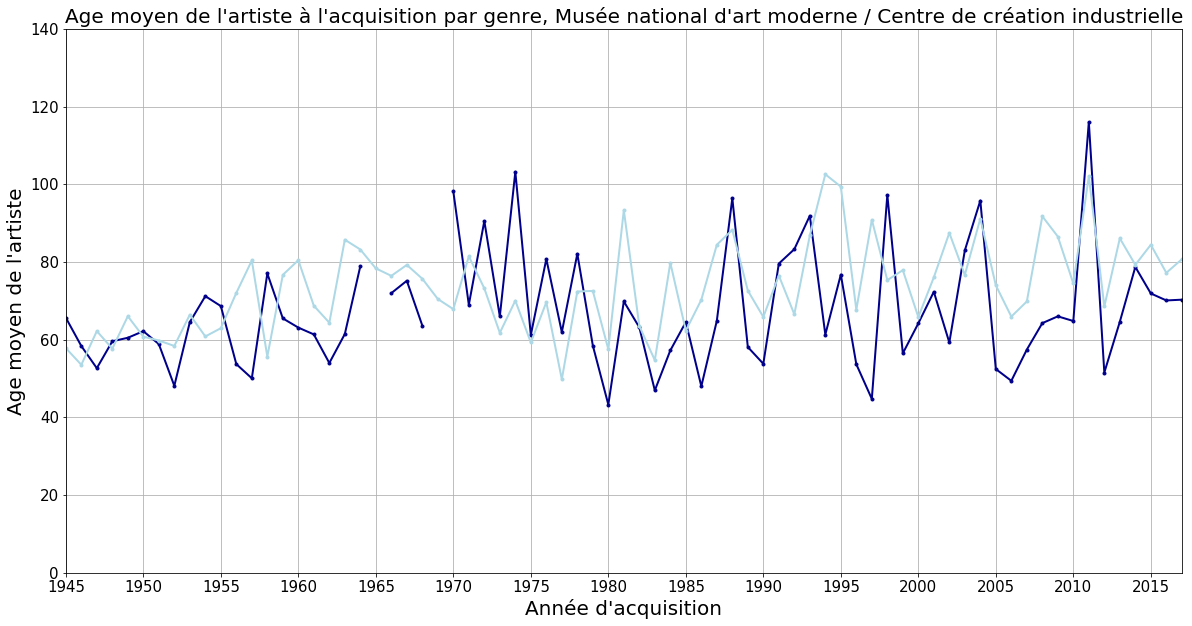 Age moyen de l'artiste à l'acquisition par genre, Musée national d'art moderne / Centre de création industrielle
Age moyen de l'artiste
140
120
100
80
60
40
20
0
1945 1950 1955 1960 1965 1970 1975 1980 1985 1990 1995 2000 2005 2010 2015
Année d'acquisition